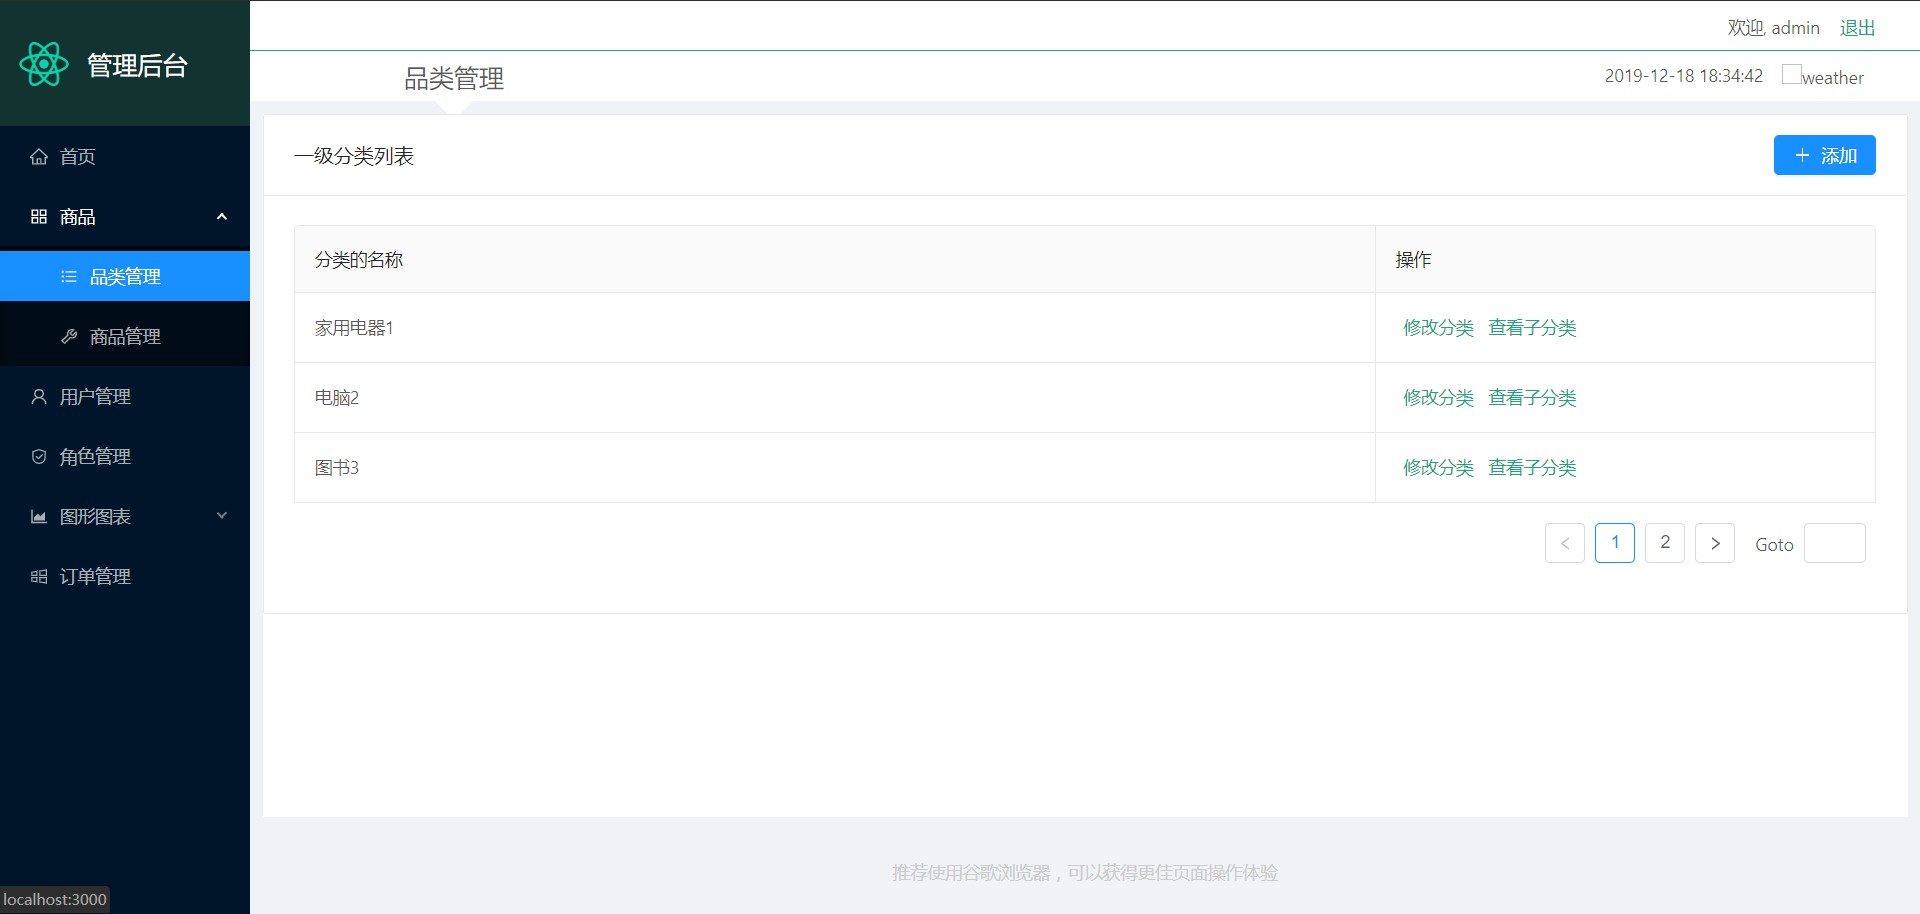 管理后台
首页
商品
品类管理
商品管理
用户管理
角色管理
图形图表
订单管理
localhost:3000
欢迎, admin 退出
品类管理
2019-12-18 18:34:42 weather
一级分类列表
添加
分类的名称 操作
家用电器1 修改分类 查看子分类
电脑2 修改分类 查看子分类
图书3 修改分类 查看子分类
< 1 2 > Goto
推荐使用谷歌浏览器，可以获得更佳页面操作体验